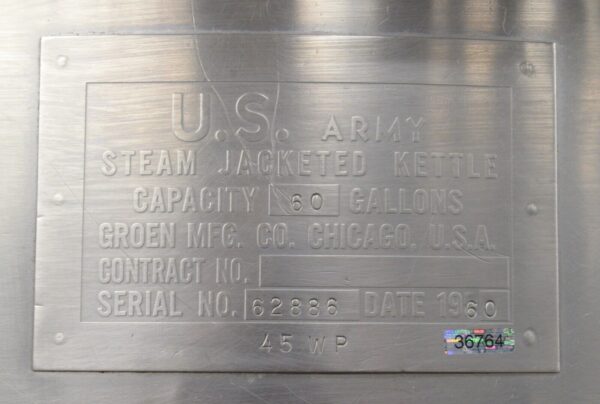 U.S. ARMY
STEAM JACKETED KETTLE
CAPACITY 60 GALLONS
GROEN MFG. CO. CHICAGO, U.S.A.
CONTRACT NO.
SERIAL NO. 62886 DATE 1960
45 WP
36764